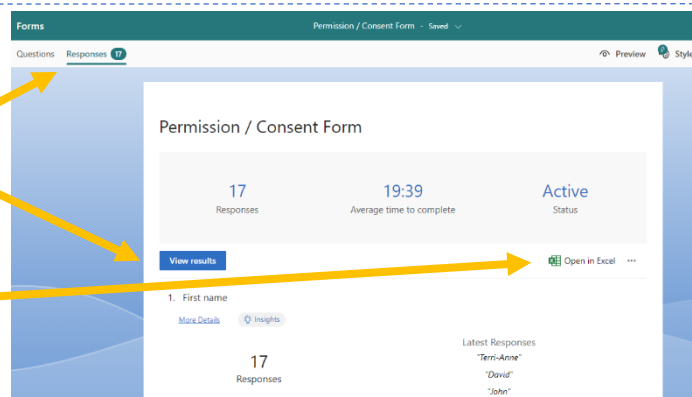 Forms
Permission / Consent Form - Saved
Questions Responses 17 Preview Style
Permission / Consent Form
17 19:39 Active
Responses Average time to complete Status
View results Open in Excel ...
1. First name
More Details Insights
17
Responses
Latest Responses
"Terri-Anne"
"David"
"John"